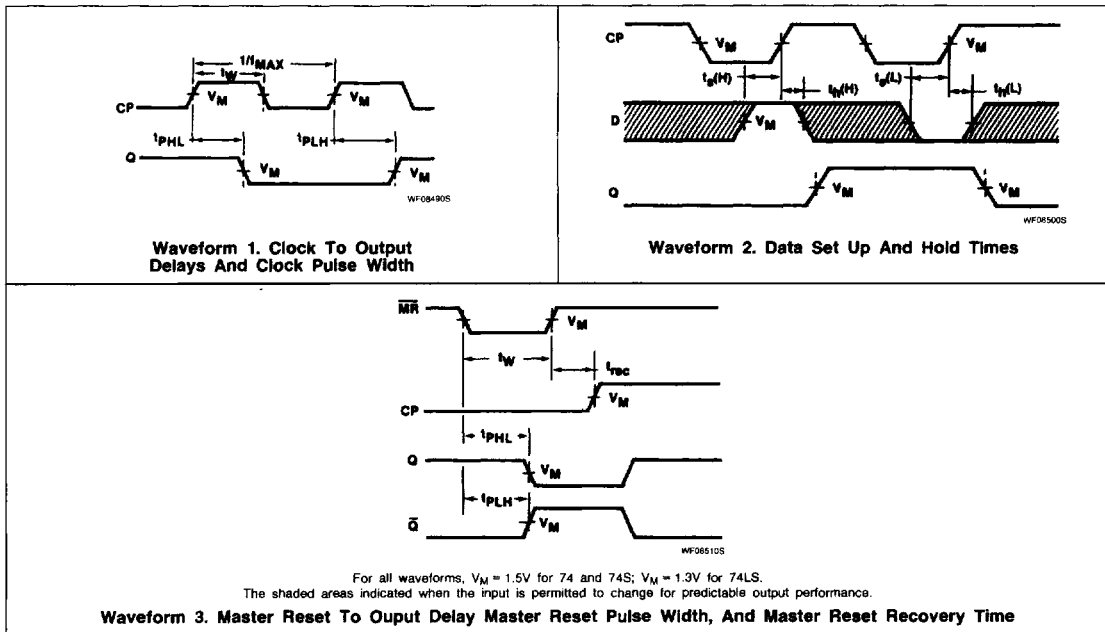 1/fMAX
tW
CP
VM
tPHL
tPLH
Q
VM
VM
WF08490S
Waveform 1. Clock To Output
Delays And Clock Pulse Width
CP
VM
VM
ts(H)
th(H)
ts(L)
th(L)
D
VM
Q
VM
VM
WF08500S
Waveform 2. Data Set Up And Hold Times
MR
VM
tW
trec
CP
VM
tPHL
Q
VM
tPLH
Q
VM
WF08510S
For all waveforms, VM = 1.5V for 74 and 74S; VM = 1.3V for 74LS.
The shaded areas indicated when the input is permitted to change for predictable output performance.
Waveform 3. Master Reset To Ouput Delay Master Reset Pulse Width, And Master Reset Recovery Time